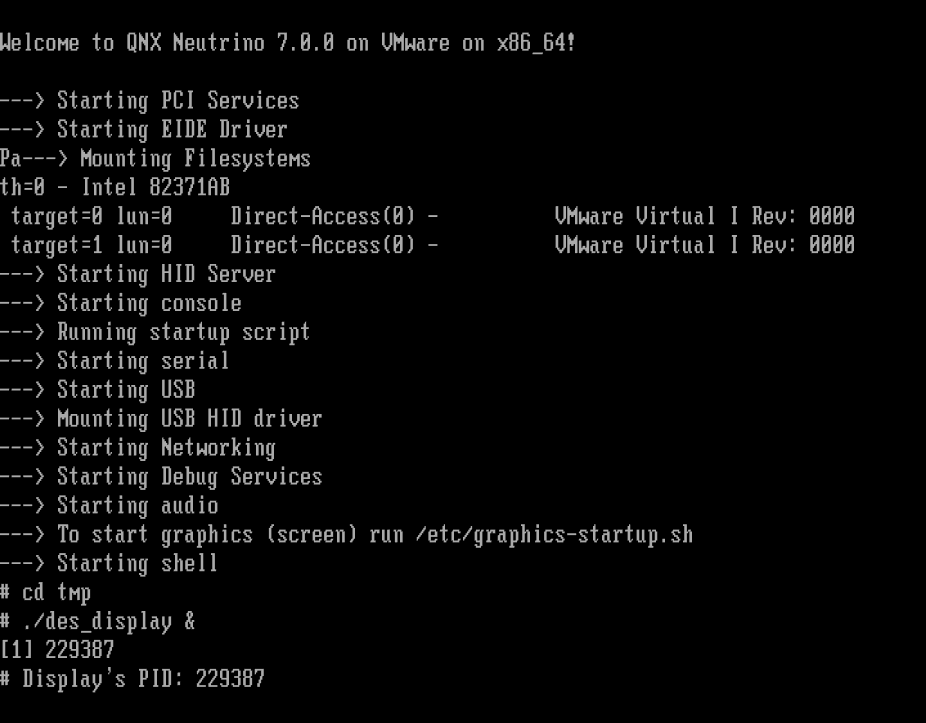 Welcome to QNX Neutrino 7.0.0 on VMware on x86_64!
---> Starting PCI Services
---> Starting EIDE Driver
Pa---> Mounting Filesystems
th=0 - Intel 82371AB
target=0 lun=0     Direct-Access(0) -          VMware Virtual I Rev: 0000
target=1 lun=0     Direct-Access(0) -          VMware Virtual I Rev: 0000
---> Starting HID Server
---> Starting console
---> Running startup script
---> Starting serial
---> Starting USB
---> Mounting USB HID driver
---> Starting Networking
---> Starting Debug Services
---> Starting audio
---> To start graphics (screen) run /etc/graphics-startup.sh
---> Starting shell
# cd tmp
# ./des_display &
[1] 229387
# Display's PID: 229387